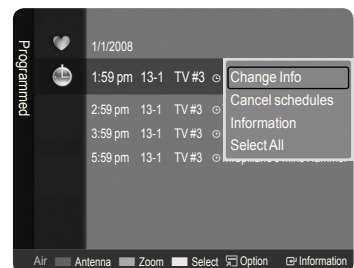 Programmed
1/1/2008
1:59 pm 13-1 TV #3
Change Info
Cancel schedules
Information
Select All
2:59 pm 13-1 TV #3
3:59 pm 13-1 TV #3
5:59 pm 13-1 TV #3
Air Antenna Zoom Select Option Information